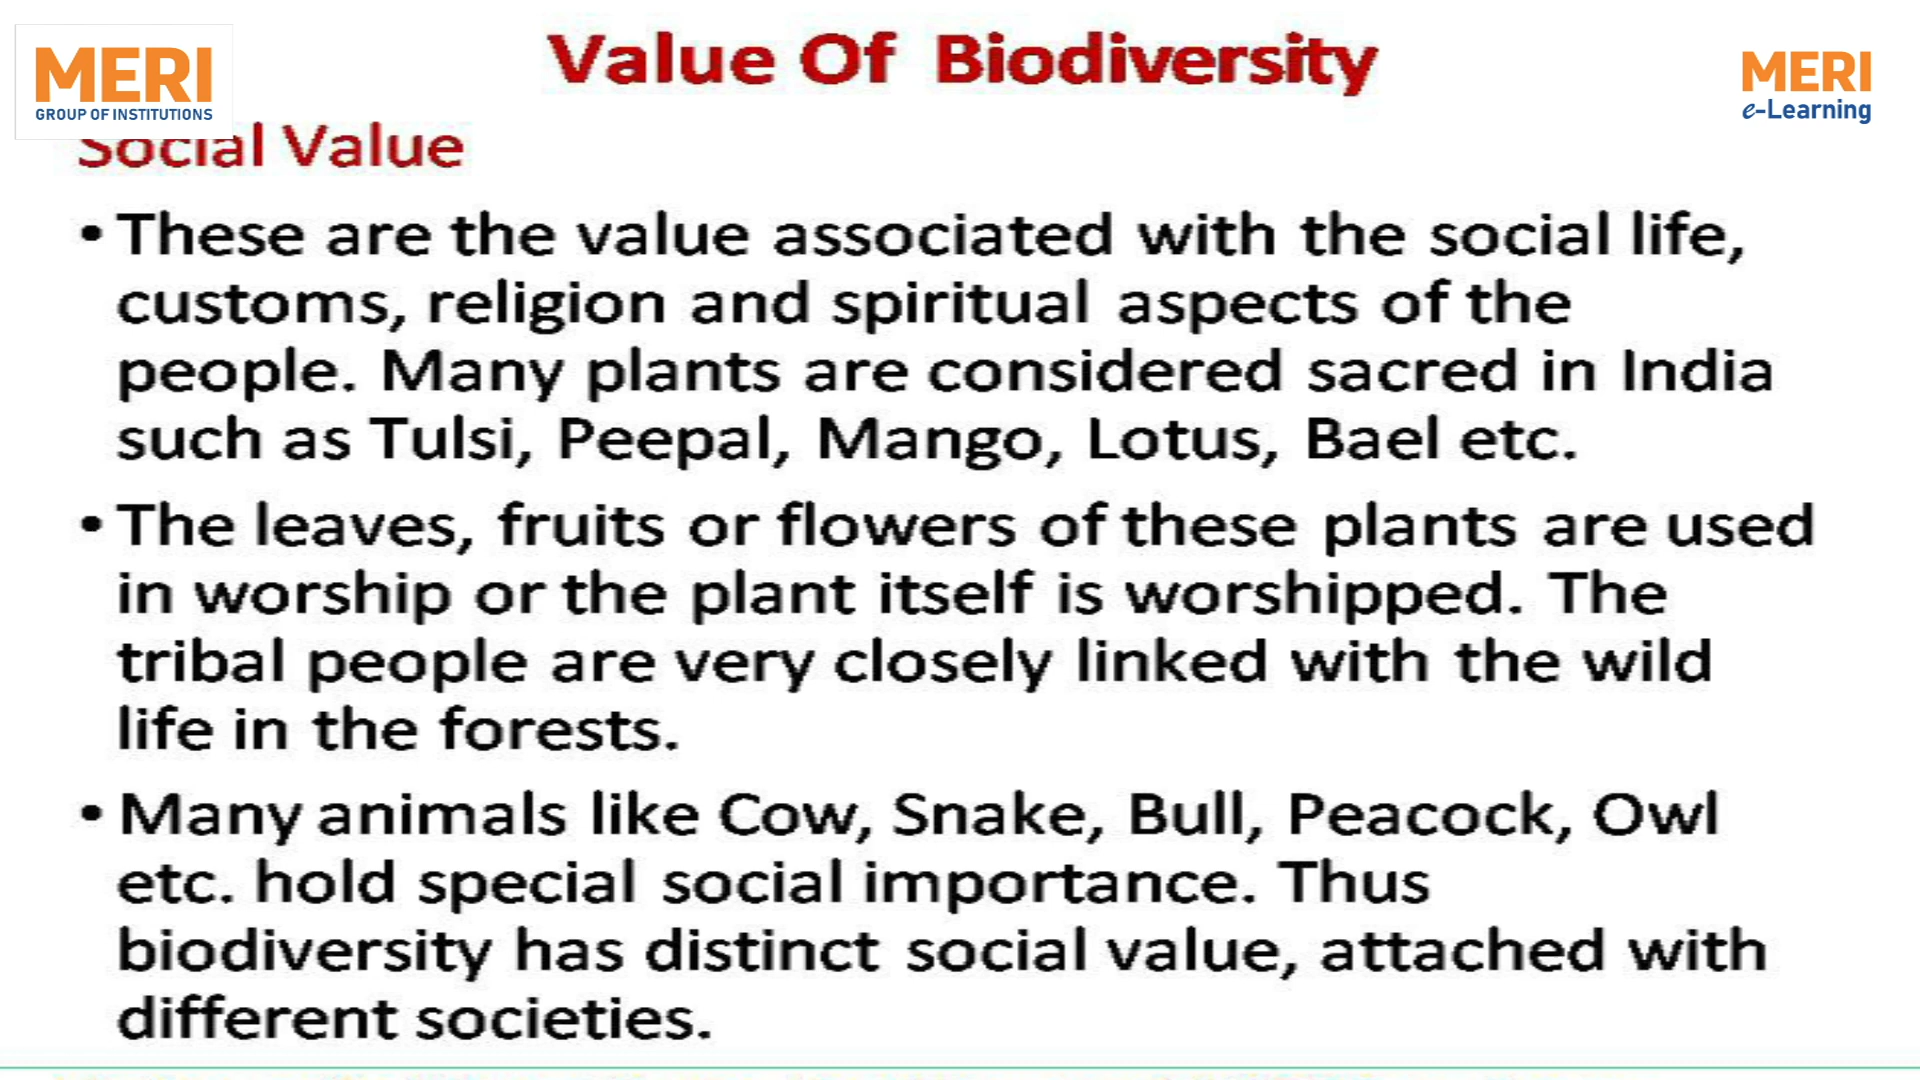 MERI
GROUP OF INSTITUTIONS
Value Of Biodiversity
MERI
e-Learning
Social Value
• These are the value associated with the social life,
customs, religion and spiritual aspects of the
people. Many plants are considered sacred in India
such as Tulsi, Peepal, Mango, Lotus, Bael etc.
• The leaves, fruits or flowers of these plants are used
in worship or the plant itself is worshipped. The
tribal people are very closely linked with the wild
life in the forests.
• Many animals like Cow, Snake, Bull, Peacock, Owl
etc. hold special social importance. Thus
biodiversity has distinct social value, attached with
different societies.